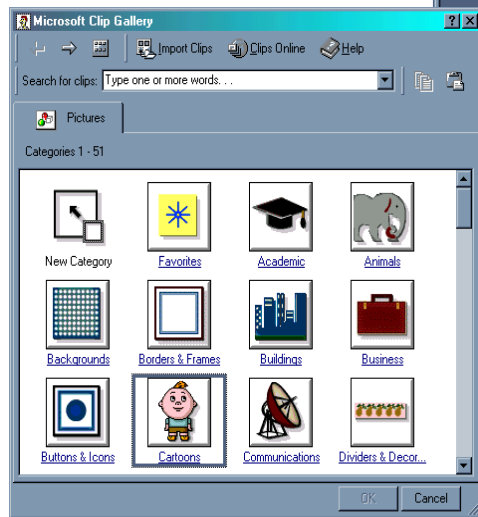 Microsoft Clip Gallery
Import Clips Clips Online Help
Search for clips: Type one or more words. . .
Pictures
Categories 1 - 51
New Category Favorites Academic Animals
Backgrounds Borders & Frames Buildings Business
Buttons & Icons Cartoons Communications Dividers & Decor...
OK Cancel